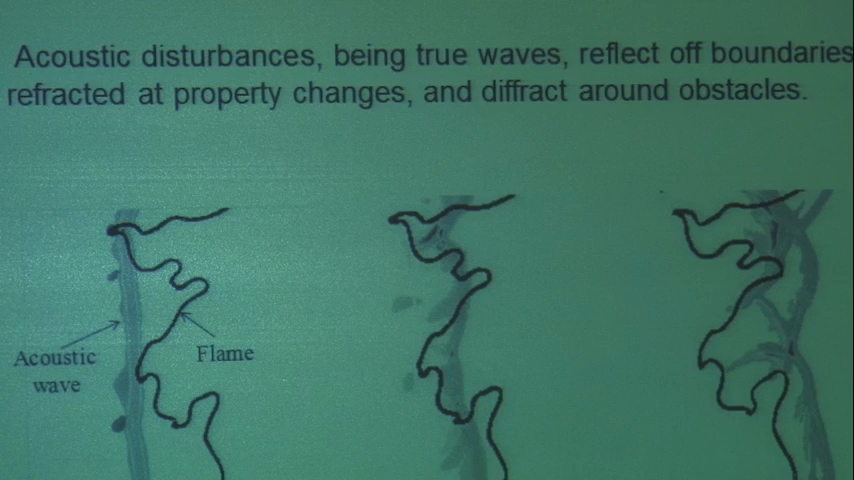 Acoustic disturbances, being true waves, reflect off boundaries
refracted at property changes, and diffract around obstacles.
Acoustic
wave
Flame